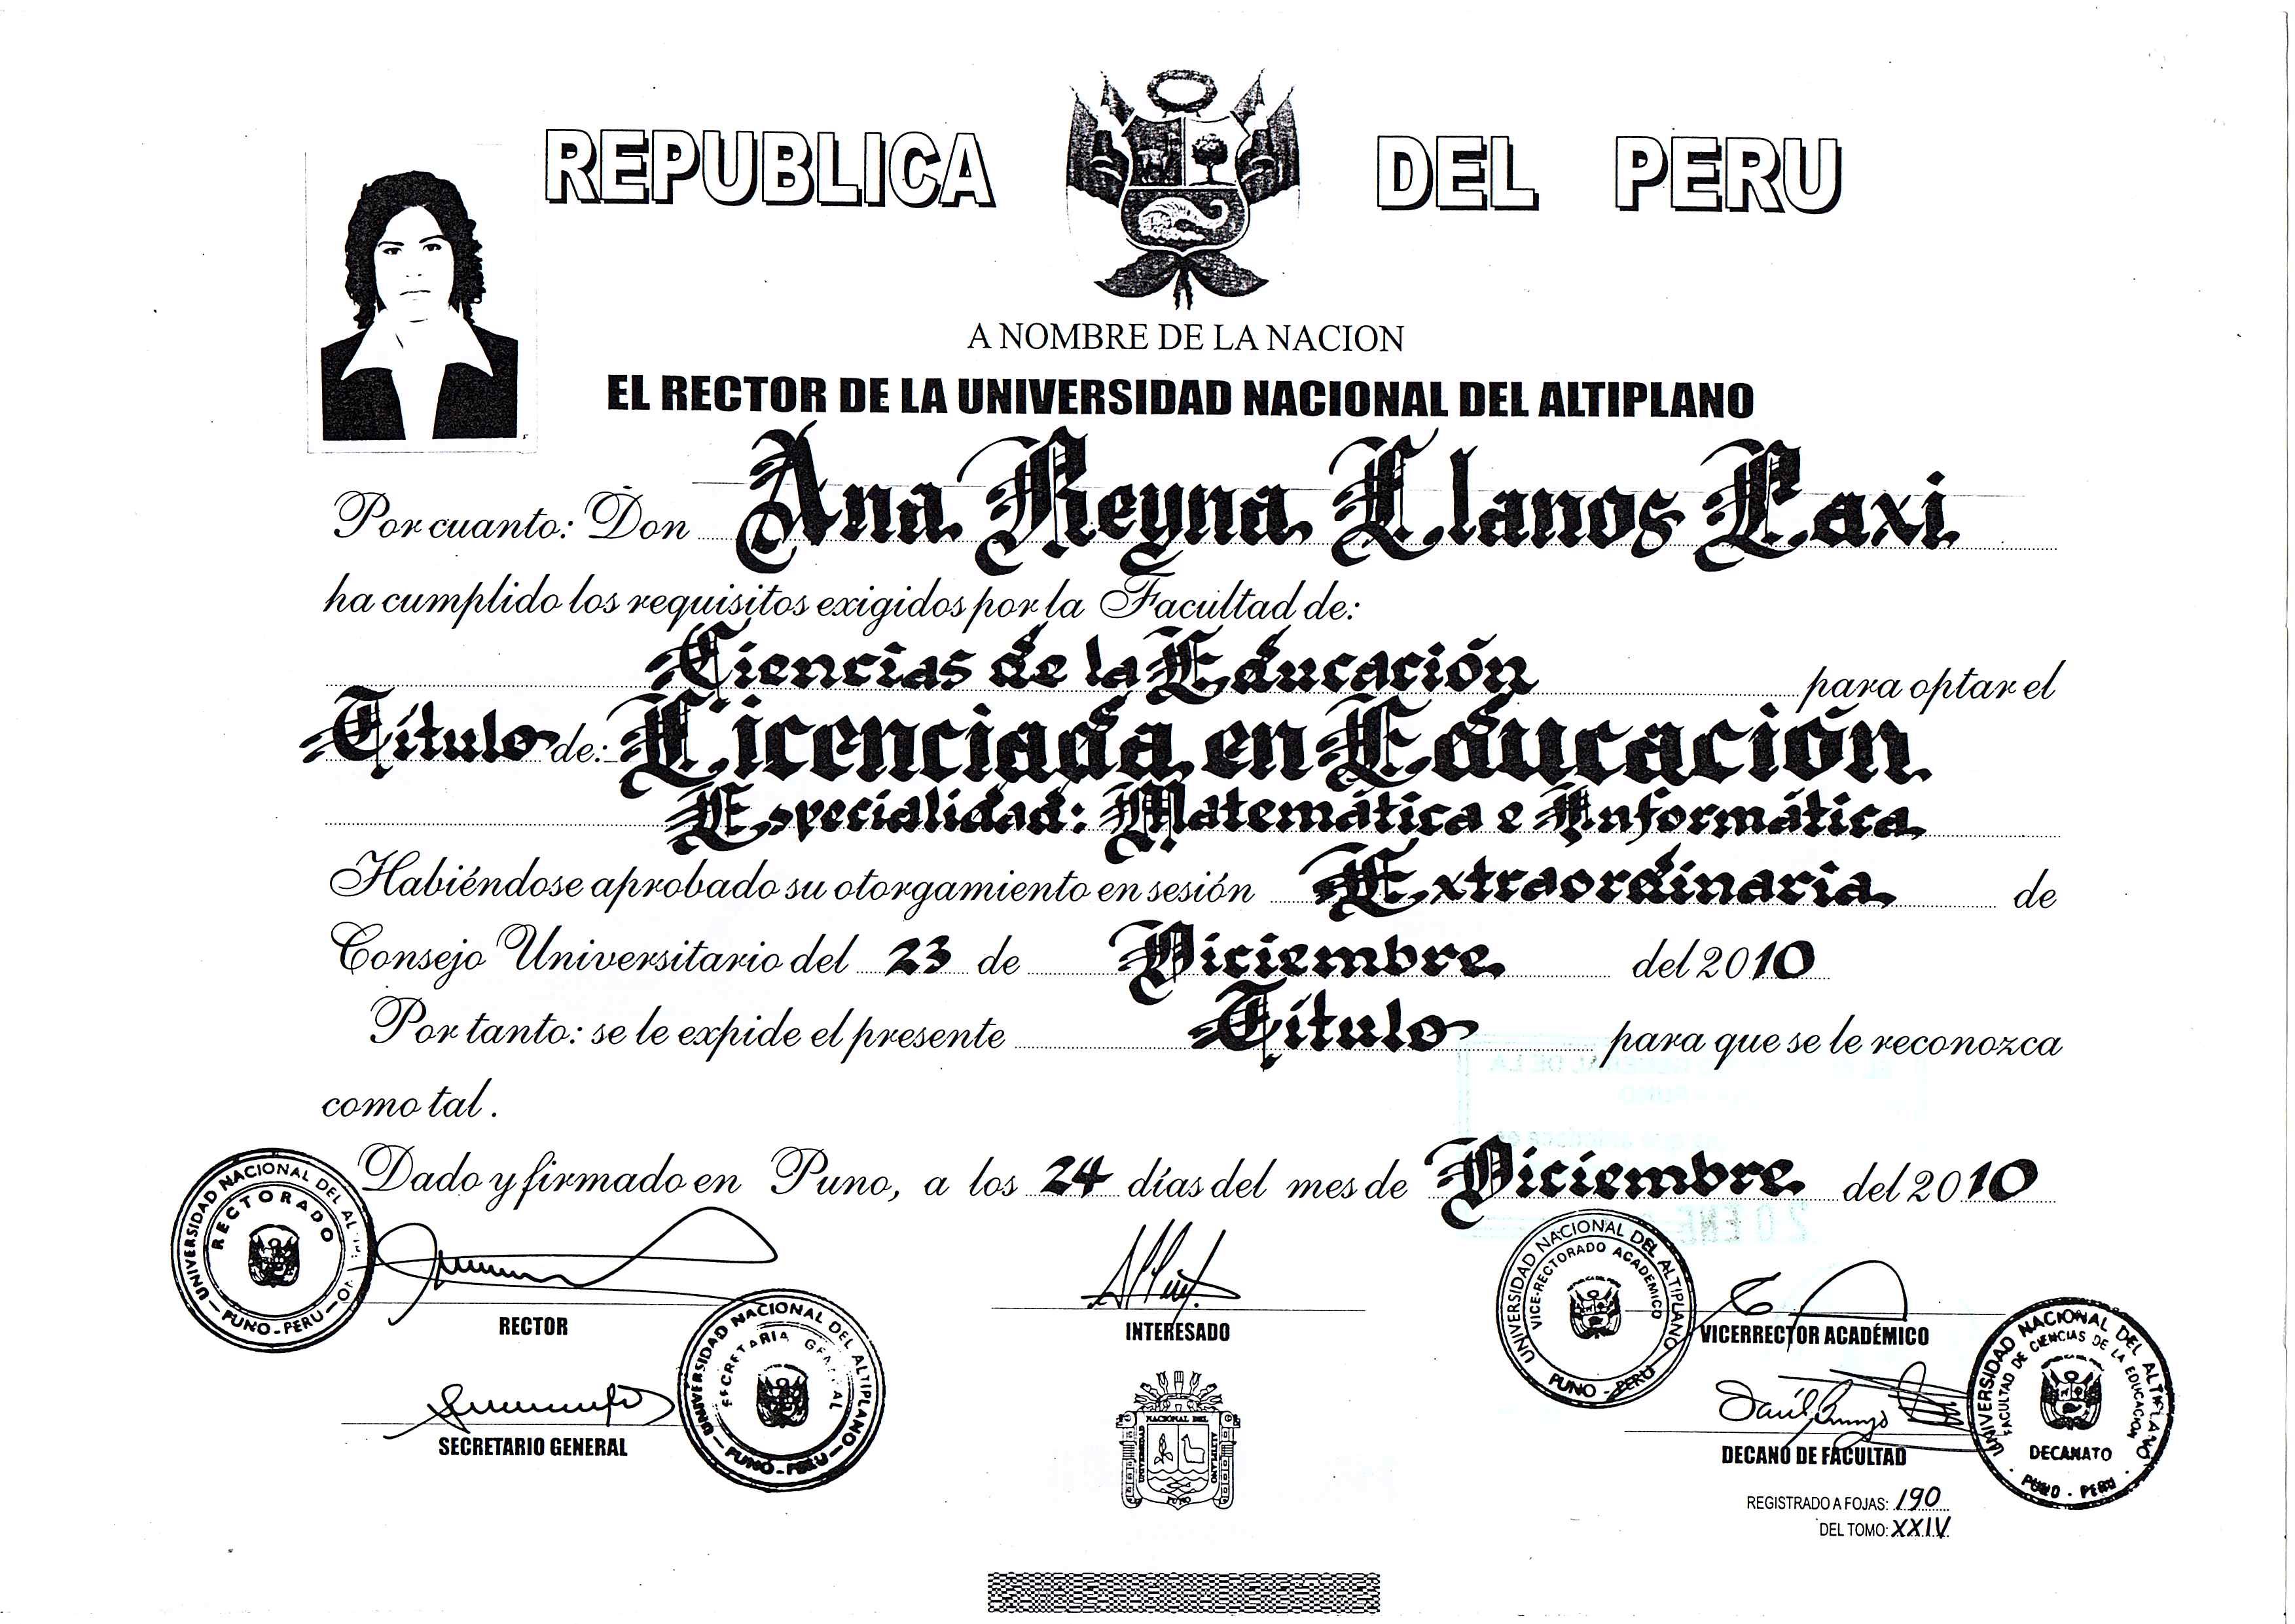 REPUBLICA DEL PERU
A NOMBRE DE LA NACION
EL RECTOR DE LA UNIVERSIDAD NACIONAL DEL ALTIPLANO
Por cuanto: Don Ana Reyna Llanos Paxi
ha cumplido los requisitos exigidos por la Facultad de:
Ciencias de la Educación para optar el
Título de: Licenciada en Educación
Especialidad: Matemática e Informática
Habiéndose aprobado su otorgamiento en sesión Extraordinaria de
Consejo Universitario del 23 de Diciembre del 2010
Por tanto: se le expide el presente Título para que se le reconozca
como tal.
Dado y firmado en Puno, a los 24 días del mes de Diciembre del 2010
UNIVERSIDAD NACIONAL DEL ALTIPLANO
RECTORADO
PUNO - PERU
RECTOR
UNIVERSIDAD NACIONAL DEL ALTIPLANO
SECRETARIA GENERAL
PUNO - PERU
SECRETARIO GENERAL
INTERESADO
UNIVERSIDAD NACIONAL DEL ALTIPLANO
PUNO
UNIVERSIDAD NACIONAL DEL ALTIPLANO
VICE-RECTORADO ACADEMICO
PUNO - PERU
VICERRECTOR ACADÉMICO
UNIVERSIDAD NACIONAL DEL ALTIPLANO
FACULTAD DE CIENCIAS DE LA EDUCACION
DECANATO
PUNO - PERU
DECANO DE FACULTAD
REGISTRADO A FOJAS: 190
DEL TOMO: XXIV